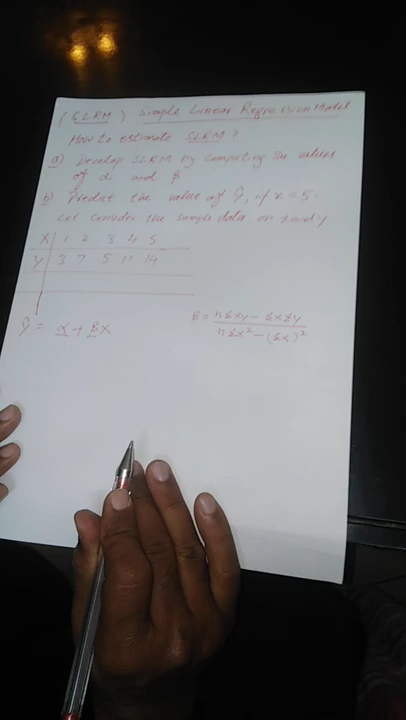 (SLRM) Simple Linear Regression Model
How to estimate SLRM?
a) Develop SLRM by computing the values
of α and β
b) Predict the value of Ŷ, if x = 5.
Let consider the sample data on x and y
X 1 2 3 4 5
Y 3 7 5 11 14
Ŷ = α + βx
β = nΣxy - ΣxΣy
nΣx² - (Σx)²